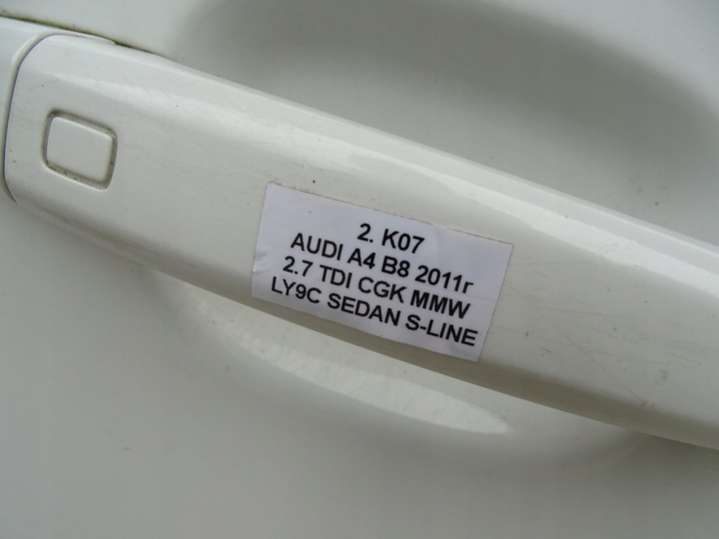 2. K07
AUDI A4 B8 2011r
2.7 TDI CGK MMW
LY9C SEDAN S-LINE